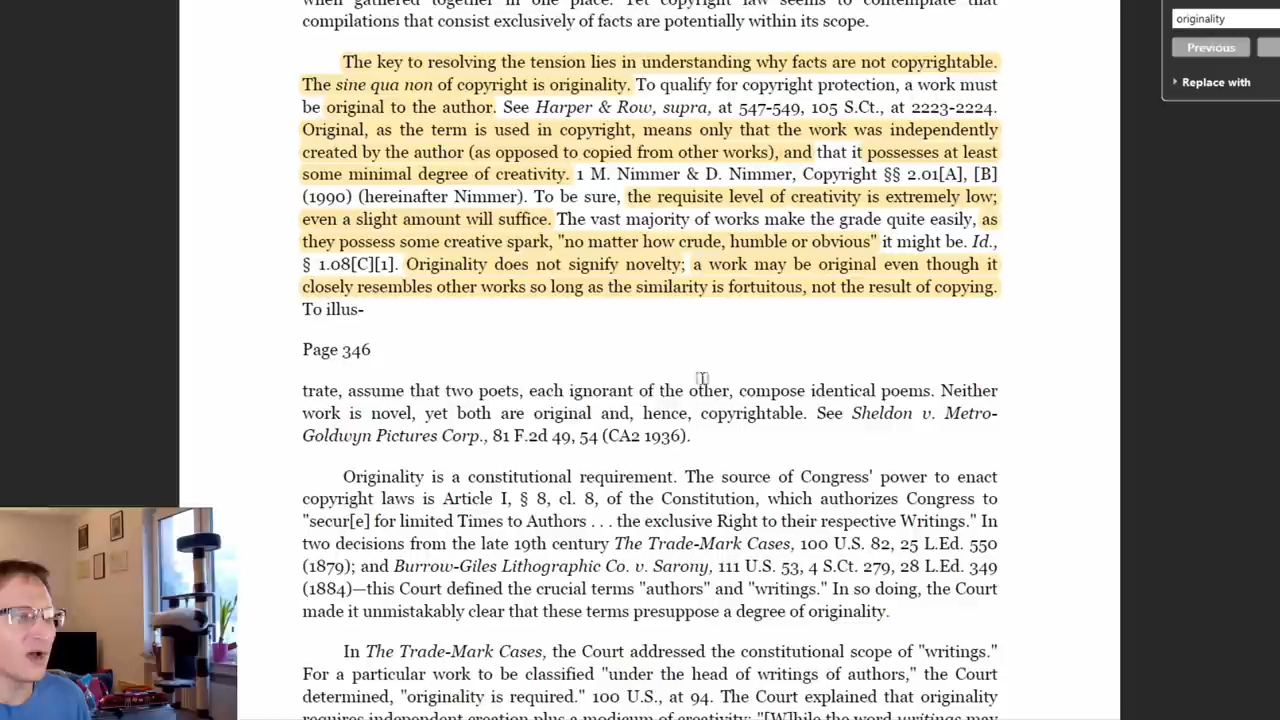 when gathered together in one place. Yet copyright law seems to contemplate that
compilations that consist exclusively of facts are potentially within its scope.
The key to resolving the tension lies in understanding why facts are not copyrightable.
The sine qua non of copyright is originality. To qualify for copyright protection, a work must
be original to the author. See Harper & Row, supra, at 547-549, 105 S.Ct., at 2223-2224.
Original, as the term is used in copyright, means only that the work was independently
created by the author (as opposed to copied from other works), and that it possesses at least
some minimal degree of creativity. 1 M. Nimmer & D. Nimmer, Copyright §§ 2.01[A], [B]
(1990) (hereinafter Nimmer). To be sure, the requisite level of creativity is extremely low;
even a slight amount will suffice. The vast majority of works make the grade quite easily, as
they possess some creative spark, "no matter how crude, humble or obvious" it might be. Id.,
§ 1.08[C][1]. Originality does not signify novelty; a work may be original even though it
closely resembles other works so long as the similarity is fortuitous, not the result of copying.
To illus-
Page 346
trate, assume that two poets, each ignorant of the other, compose identical poems. Neither
work is novel, yet both are original and, hence, copyrightable. See Sheldon v. Metro-
Goldwyn Pictures Corp., 81 F.2d 49, 54 (CA2 1936).
Originality is a constitutional requirement. The source of Congress' power to enact
copyright laws is Article I, § 8, cl. 8, of the Constitution, which authorizes Congress to
"secur[e] for limited Times to Authors . . . the exclusive Right to their respective Writings." In
two decisions from the late 19th century The Trade-Mark Cases, 100 U.S. 82, 25 L.Ed. 550
(1879); and Burrow-Giles Lithographic Co. v. Sarony, 111 U.S. 53, 4 S.Ct. 279, 28 L.Ed. 349
(1884)—this Court defined the crucial terms "authors" and "writings." In so doing, the Court
made it unmistakably clear that these terms presuppose a degree of originality.
In The Trade-Mark Cases, the Court addressed the constitutional scope of "writings."
For a particular work to be classified "under the head of writings of authors," the Court
determined, "originality is required." 100 U.S., at 94. The Court explained that originality
requires independent creation plus a modicum of creativity: "[W]hile the word writings may
originality
Previous
Replace with